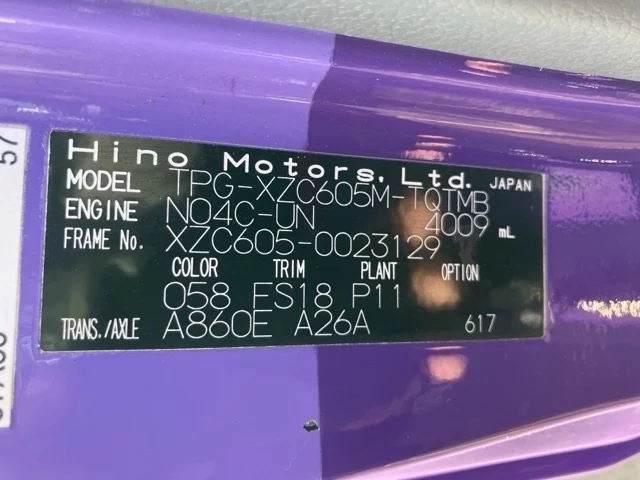 Hino Motors, Ltd. JAPAN
MODEL TPG-XZC605M-TQTMB
ENGINE N04C-UN 4009 mL
FRAME No. XZC605-0023129
COLOR TRIM PLANT OPTION
058 FS18 P11
TRANS./AXLE A860E A26A 617
57